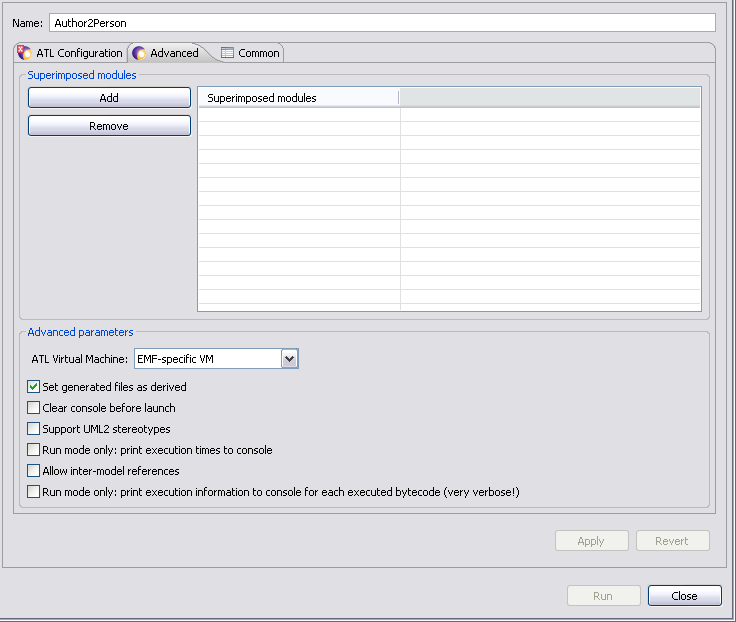 Name: Author2Person
ATL Configuration Advanced Common
Superimposed modules
Add
Remove
Superimposed modules
Advanced parameters
ATL Virtual Machine: EMF-specific VM
Set generated files as derived
Clear console before launch
Support UML2 stereotypes
Run mode only: print execution times to console
Allow inter-model references
Run mode only: print execution information to console for each executed bytecode (very verbose!)
Apply Revert
Run Close